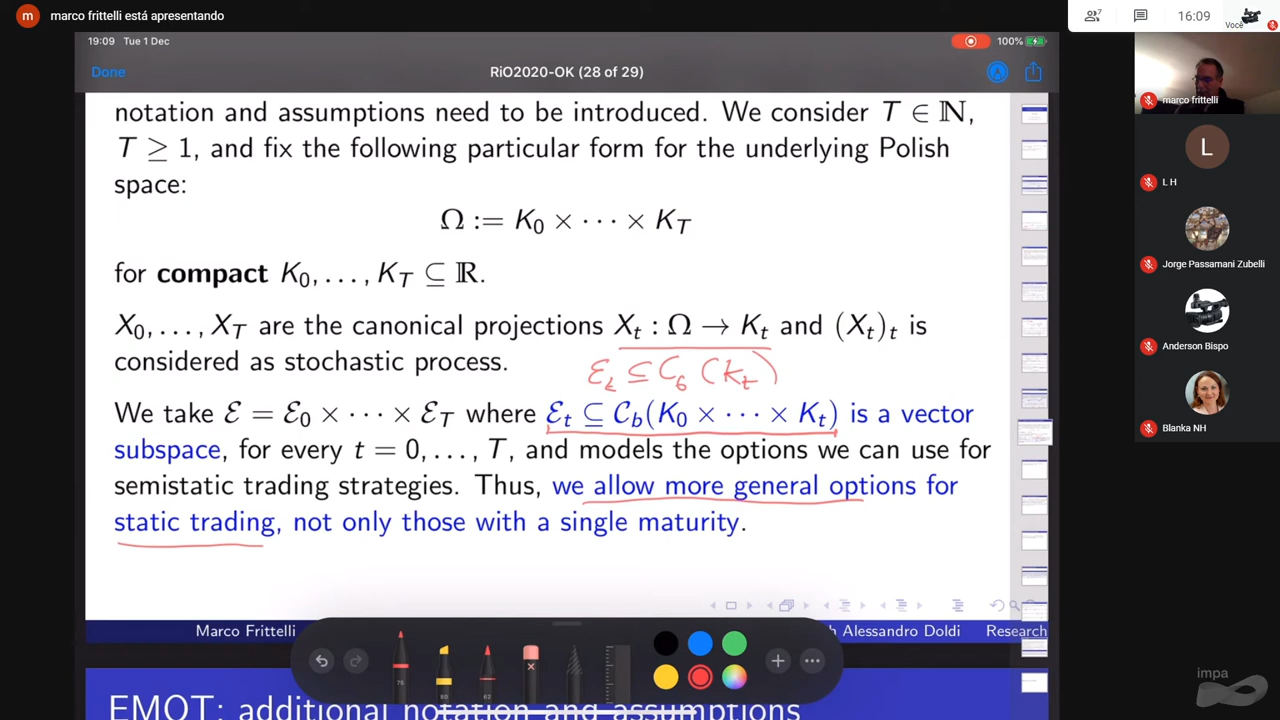 marco frittelli está apresentando
7
16:09
Você
19:09 Tue 1 Dec
100%
Done
RiO2020-OK (28 of 29)
notation and assumptions need to be introduced. We consider T ∈ ℕ,
T ≥ 1, and fix the following particular form for the underlying Polish
space:
Ω := K₀ × ⋯ × K_T
for compact K₀, …, K_T ⊆ ℝ.
X₀, …, X_T are the canonical projections X_t : Ω → K_t and (X_t)_t is
considered as stochastic process.
ℰ_t ⊆ C_b (K_t)
We take ℰ = ℰ₀ × ⋯ × ℰ_T where ℰ_t ⊆ 𝒞_b(K₀ × ⋯ × K_t) is a vector
subspace, for every t = 0, …, T, and models the options we can use for
semistatic trading strategies. Thus, we allow more general options for
static trading, not only those with a single maturity.
Marco Frittelli
h Alessandro Doldi
Research
76
80
62
EMOT: additional notation and assumptions
marco frittelli
L
L H
Jorge Passamani Zubelli
Anderson Bispo
Blanka NH
impa